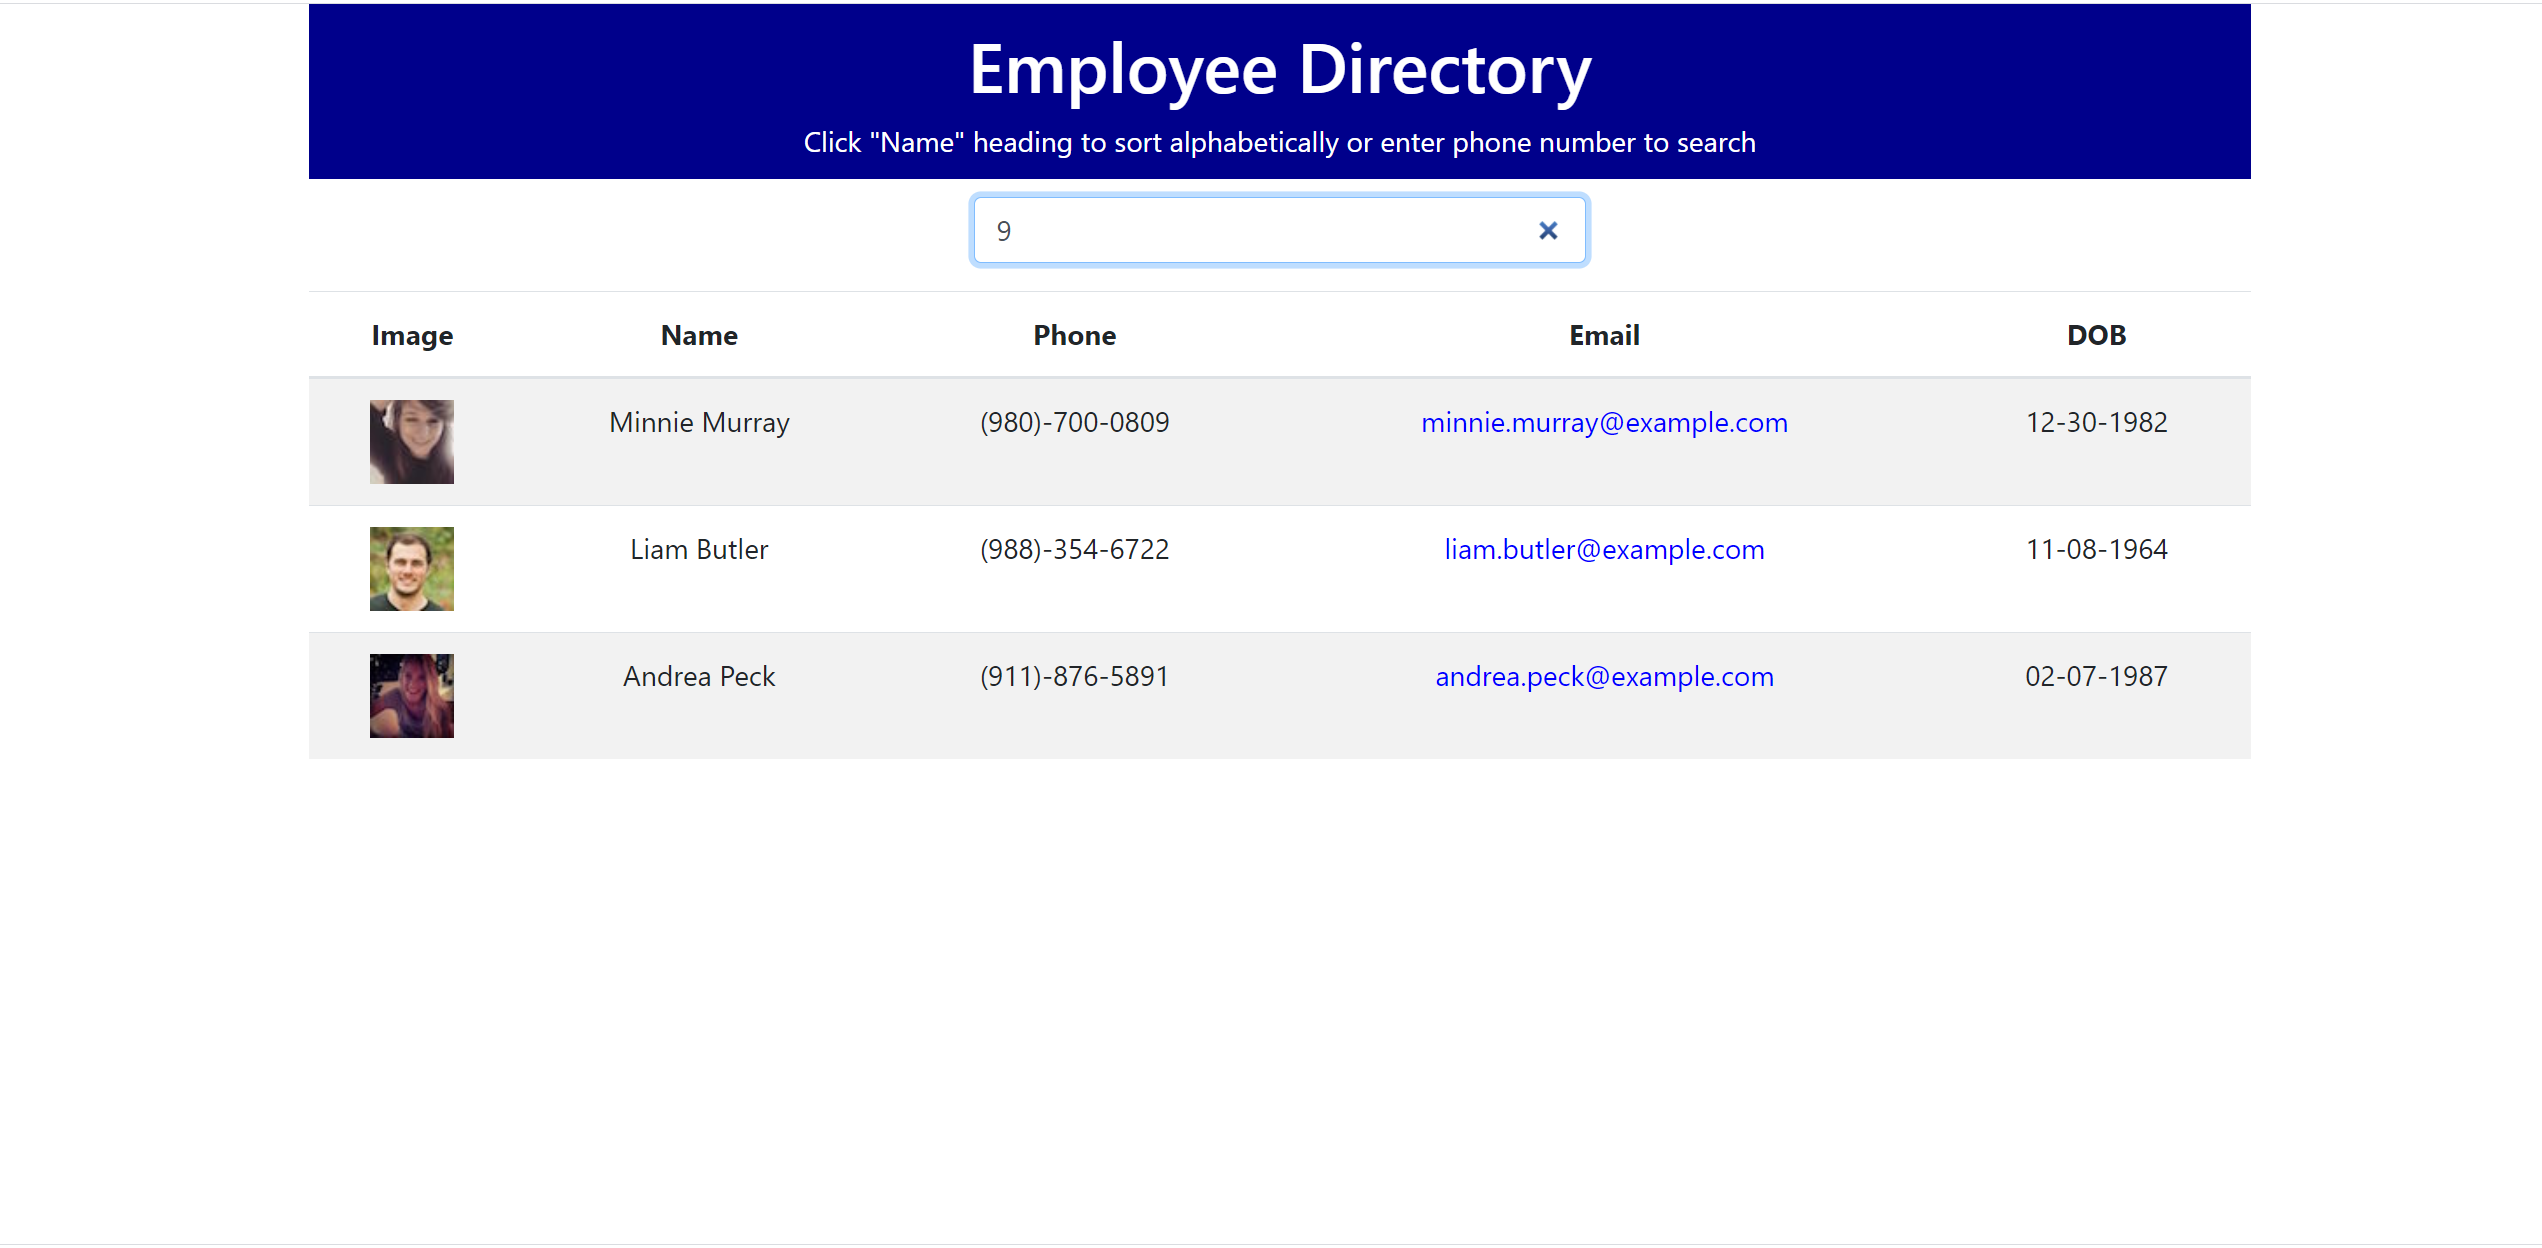 Employee Directory
Click "Name" heading to sort alphabetically or enter phone number to search
9
Image Name Phone Email DOB
Minnie Murray (980)-700-0809 minnie.murray@example.com 12-30-1982
Liam Butler (988)-354-6722 liam.butler@example.com 11-08-1964
Andrea Peck (911)-876-5891 andrea.peck@example.com 02-07-1987